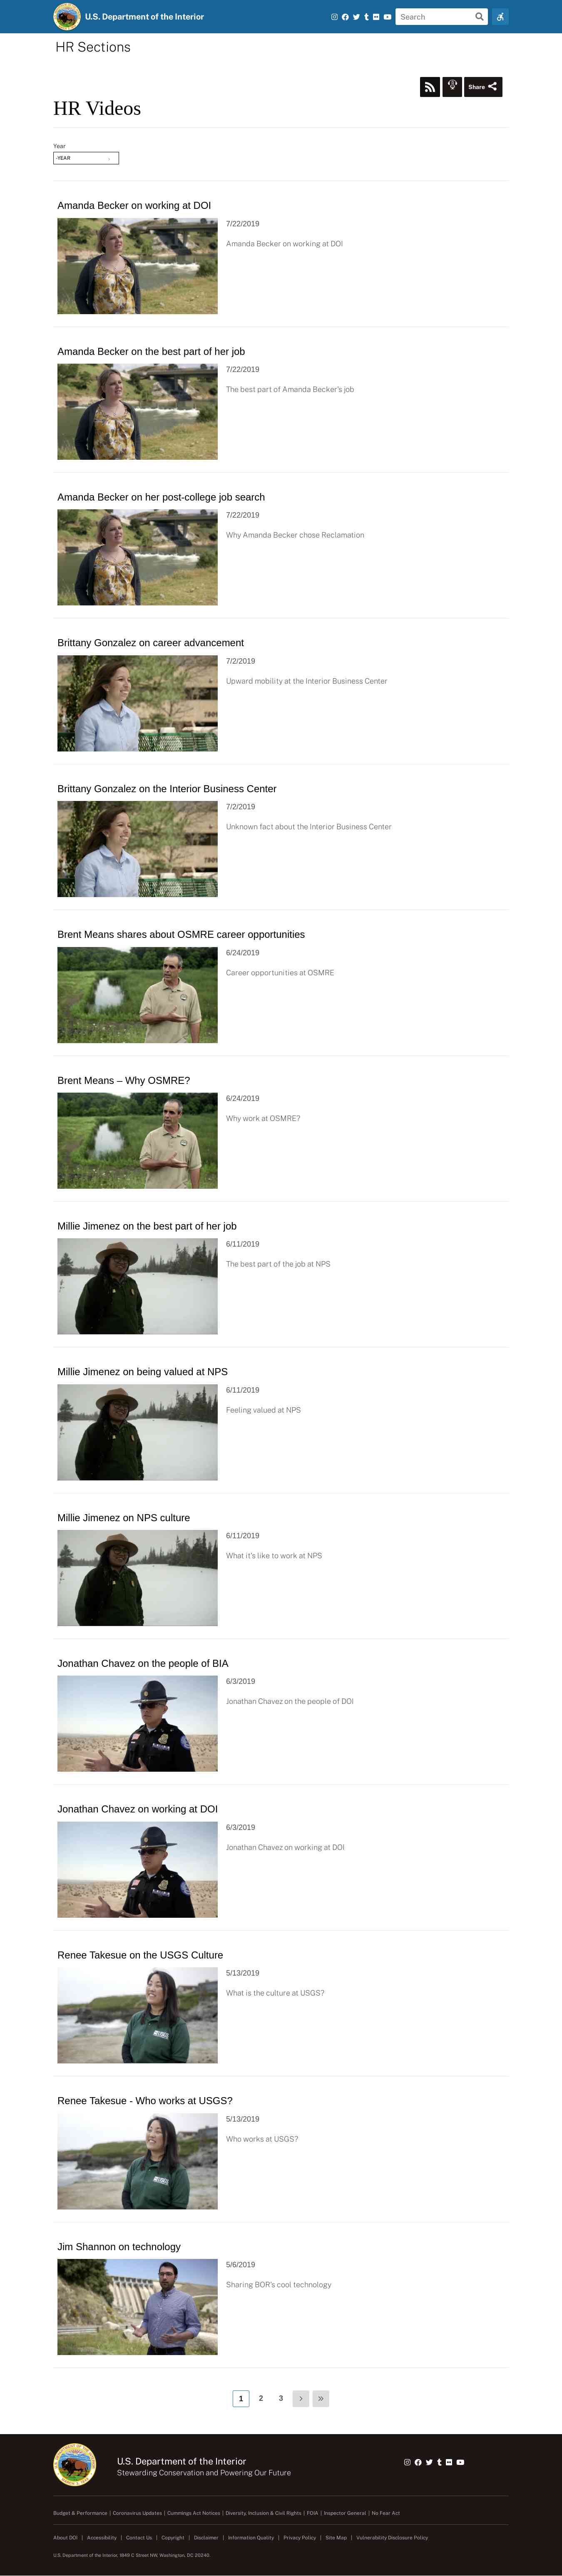 U.S. Department of the Interior
Search
HR Sections
Share
HR Videos
Year
-YEAR
Amanda Becker on working at DOI
7/22/2019
Amanda Becker on working at DOI
Amanda Becker on the best part of her job
7/22/2019
The best part of Amanda Becker's job
Amanda Becker on her post-college job search
7/22/2019
Why Amanda Becker chose Reclamation
Brittany Gonzalez on career advancement
7/2/2019
Upward mobility at the Interior Business Center
Brittany Gonzalez on the Interior Business Center
7/2/2019
Unknown fact about the Interior Business Center
Brent Means shares about OSMRE career opportunities
6/24/2019
Career opportunities at OSMRE
Brent Means – Why OSMRE?
6/24/2019
Why work at OSMRE?
Millie Jimenez on the best part of her job
6/11/2019
The best part of the job at NPS
Millie Jimenez on being valued at NPS
6/11/2019
Feeling valued at NPS
Millie Jimenez on NPS culture
6/11/2019
What it's like to work at NPS
Jonathan Chavez on the people of BIA
6/3/2019
Jonathan Chavez on the people of DOI
Jonathan Chavez on working at DOI
6/3/2019
Jonathan Chavez on working at DOI
Renee Takesue on the USGS Culture
5/13/2019
What is the culture at USGS?
Renee Takesue - Who works at USGS?
5/13/2019
Who works at USGS?
Jim Shannon on technology
5/6/2019
Sharing BOR's cool technology
1 2 3 › »
U.S. Department of the Interior
Stewarding Conservation and Powering Our Future
Budget & Performance | Coronavirus Updates | Cummings Act Notices | Diversity, Inclusion & Civil Rights | FOIA | Inspector General | No Fear Act
About DOI | Accessibility | Contact Us | Copyright | Disclaimer | Information Quality | Privacy Policy | Site Map | Vulnerability Disclosure Policy
U.S. Department of the Interior, 1849 C Street NW, Washington, DC 20240.